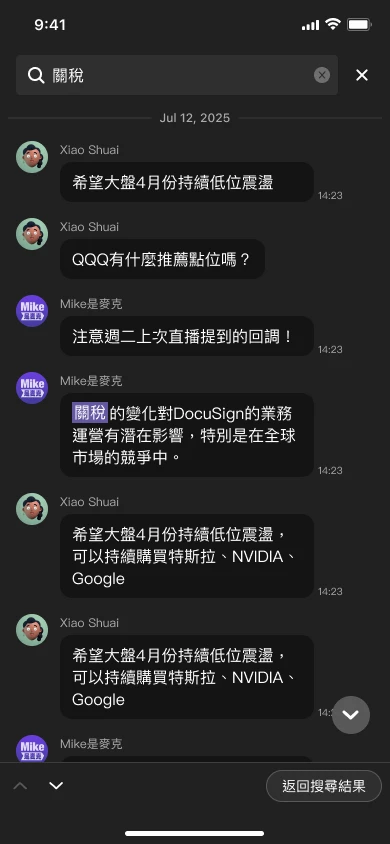 9:41
關稅
Jul 12, 2025
Xiao Shuai
希望大盤4月份持續低位震盪
14:23
Xiao Shuai
QQQ有什麼推薦點位嗎？
Mike
Mike是麥克
注意週二上次直播提到的回調！
14:23
Mike
Mike是麥克
關稅的變化對DocuSign的業務
運營有潛在影響，特別是在全球
市場的競爭中。
14:23
Xiao Shuai
希望大盤4月份持續低位震盪，
可以持續購買特斯拉、NVIDIA、
Google
14:23
Xiao Shuai
希望大盤4月份持續低位震盪，
可以持續購買特斯拉、NVIDIA、
Google
Mike
Mike是麥克
返回搜尋結果